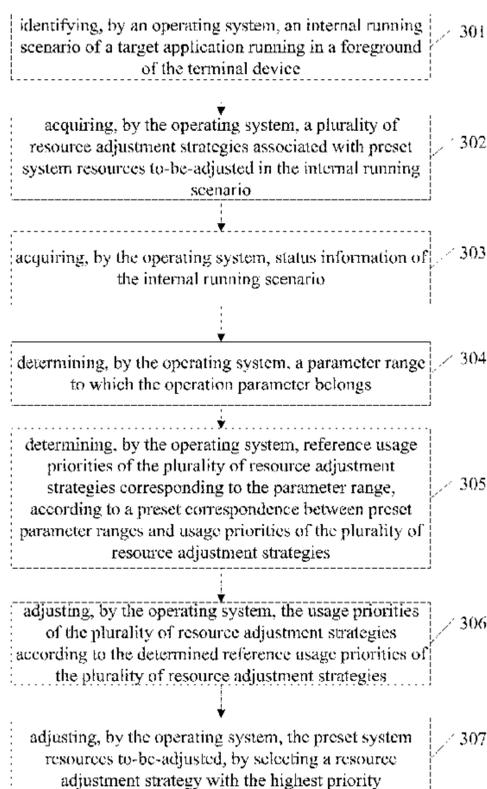 identifying, by an operating system, an internal running
scenario of a target application running in a foreground
of the terminal device
301
acquiring, by the operating system, a plurality of
resource adjustment strategies associated with preset
system resources to-be-adjusted in the internal running
scenario
302
acquiring, by the operating system, status information of
the internal running scenario
303
determining, by the operating system, a parameter range
to which the operation parameter belongs
304
determining, by the operating system, reference usage
priorities of the plurality of resource adjustment
strategies corresponding to the parameter range,
according to a preset correspondence between preset
parameter ranges and usage priorities of the plurality of
resource adjustment strategies
305
adjusting, by the operating system, the usage priorities
of the plurality of resource adjustment strategies
according to the determined reference usage priorities of
the plurality of resource adjustment strategies
306
adjusting, by the operating system, the preset system
resources to-be-adjusted, by selecting a resource
adjustment strategy with the highest priority
307